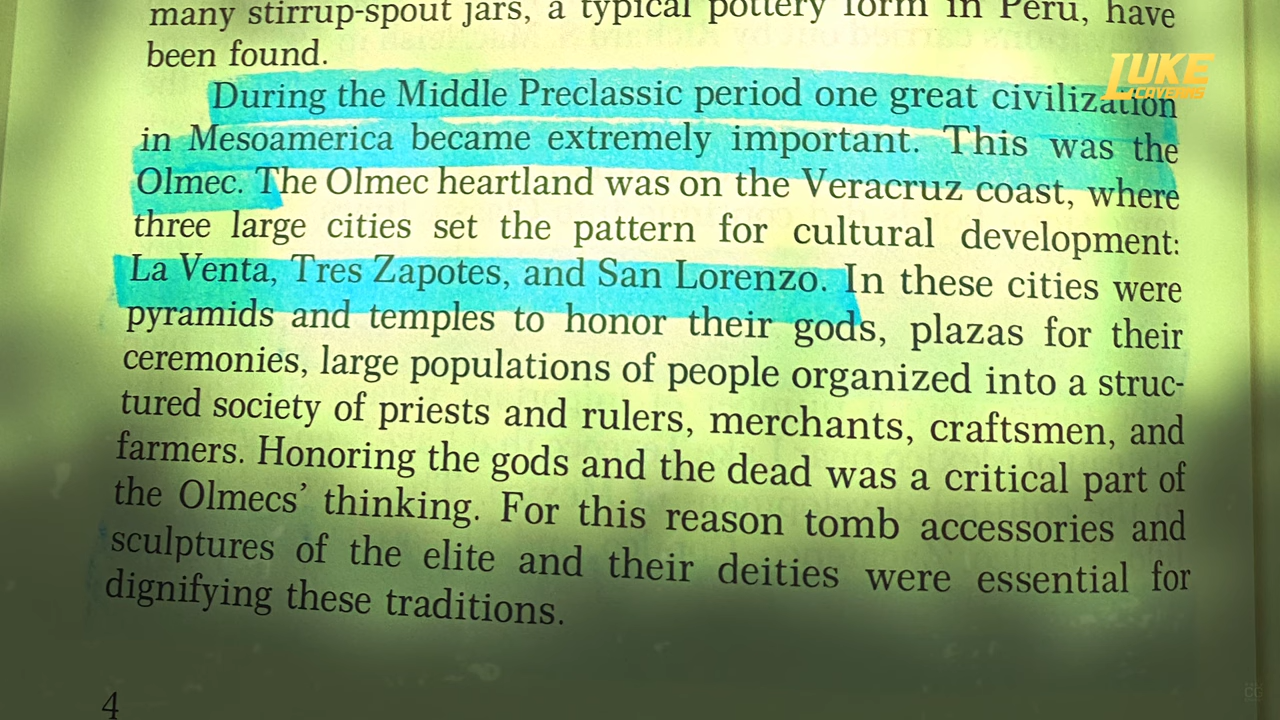 many stirrup-spout jars, a typical pottery form in Peru, have
been found.
LUKE
CAVERNS
During the Middle Preclassic period one great civilization
in Mesoamerica became extremely important. This was the
Olmec. The Olmec heartland was on the Veracruz coast, where
three large cities set the pattern for cultural development:
La Venta, Tres Zapotes, and San Lorenzo. In these cities were
pyramids and temples to honor their gods, plazas for their
ceremonies, large populations of people organized into a struc-
tured society of priests and rulers, merchants, craftsmen, and
farmers. Honoring the gods and the dead was a critical part of
the Olmecs’ thinking. For this reason tomb accessories and
sculptures of the elite and their deities were essential for
dignifying these traditions.
4